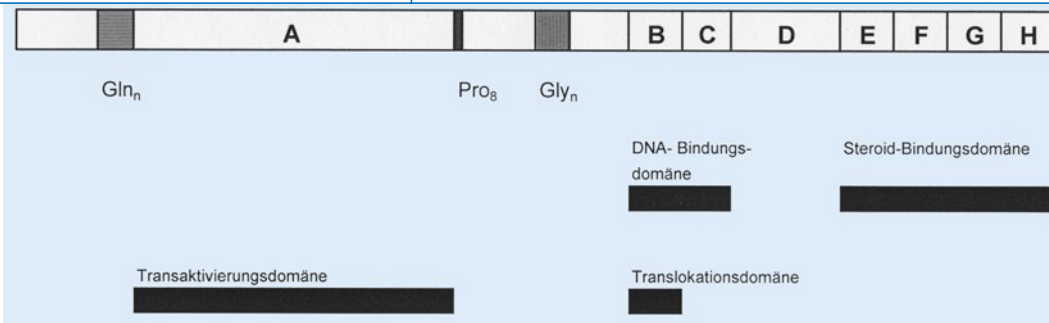 A B C D E F G H
Glnn Pro8 Glyn
DNA- Bindungs-
domäne
Steroid-Bindungsdomäne
Transaktivierungsdomäne
Translokationsdomäne